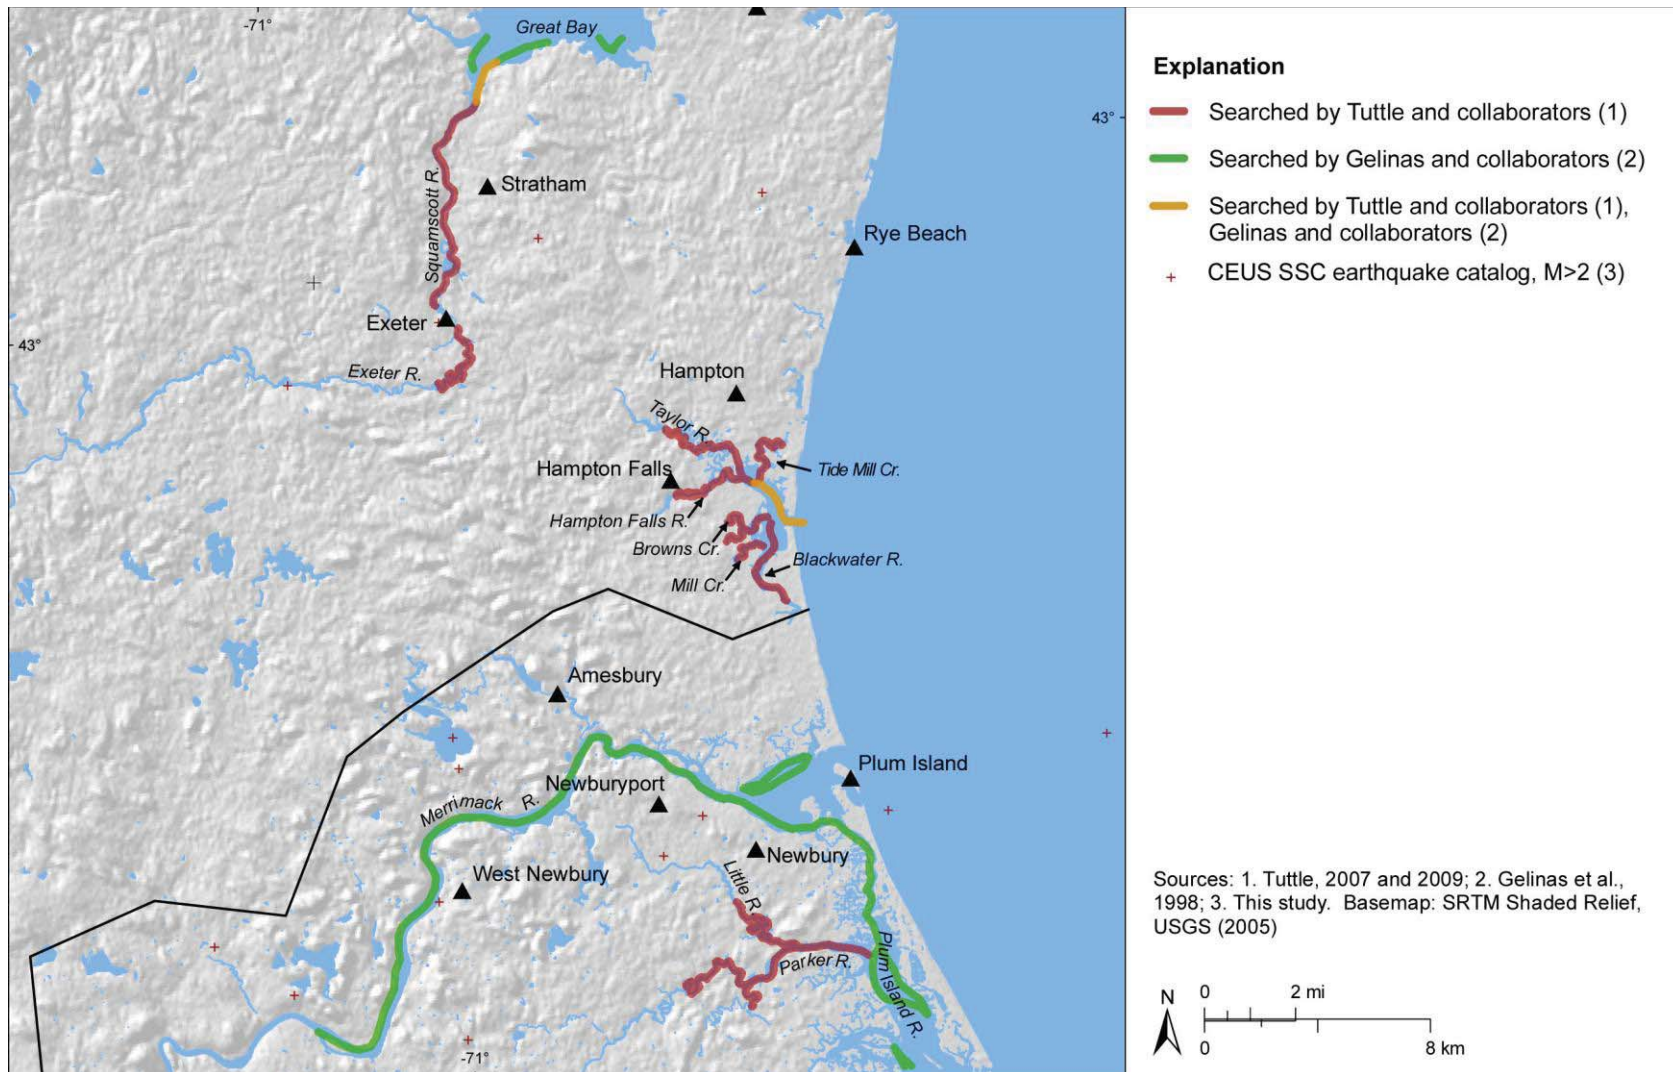 -71°
Great Bay
43°
Squamscott R.
Stratham
Rye Beach
Exeter
43°
Exeter R.
Hampton
Taylor R.
Hampton Falls
Tide Mill Cr.
Hampton Falls R.
Browns Cr.
Blackwater R.
Mill Cr.
Amesbury
Plum Island
Newburyport
Merrimack R.
Newbury
West Newbury
Little R.
Parker R.
Plum Island R.
-71°
Explanation
Searched by Tuttle and collaborators (1)
Searched by Gelinas and collaborators (2)
Searched by Tuttle and collaborators (1),
Gelinas and collaborators (2)
CEUS SSC earthquake catalog, M>2 (3)
Sources: 1. Tuttle, 2007 and 2009; 2. Gelinas et al.,
1998; 3. This study. Basemap: SRTM Shaded Relief,
USGS (2005)
N
0 2 mi
0 8 km